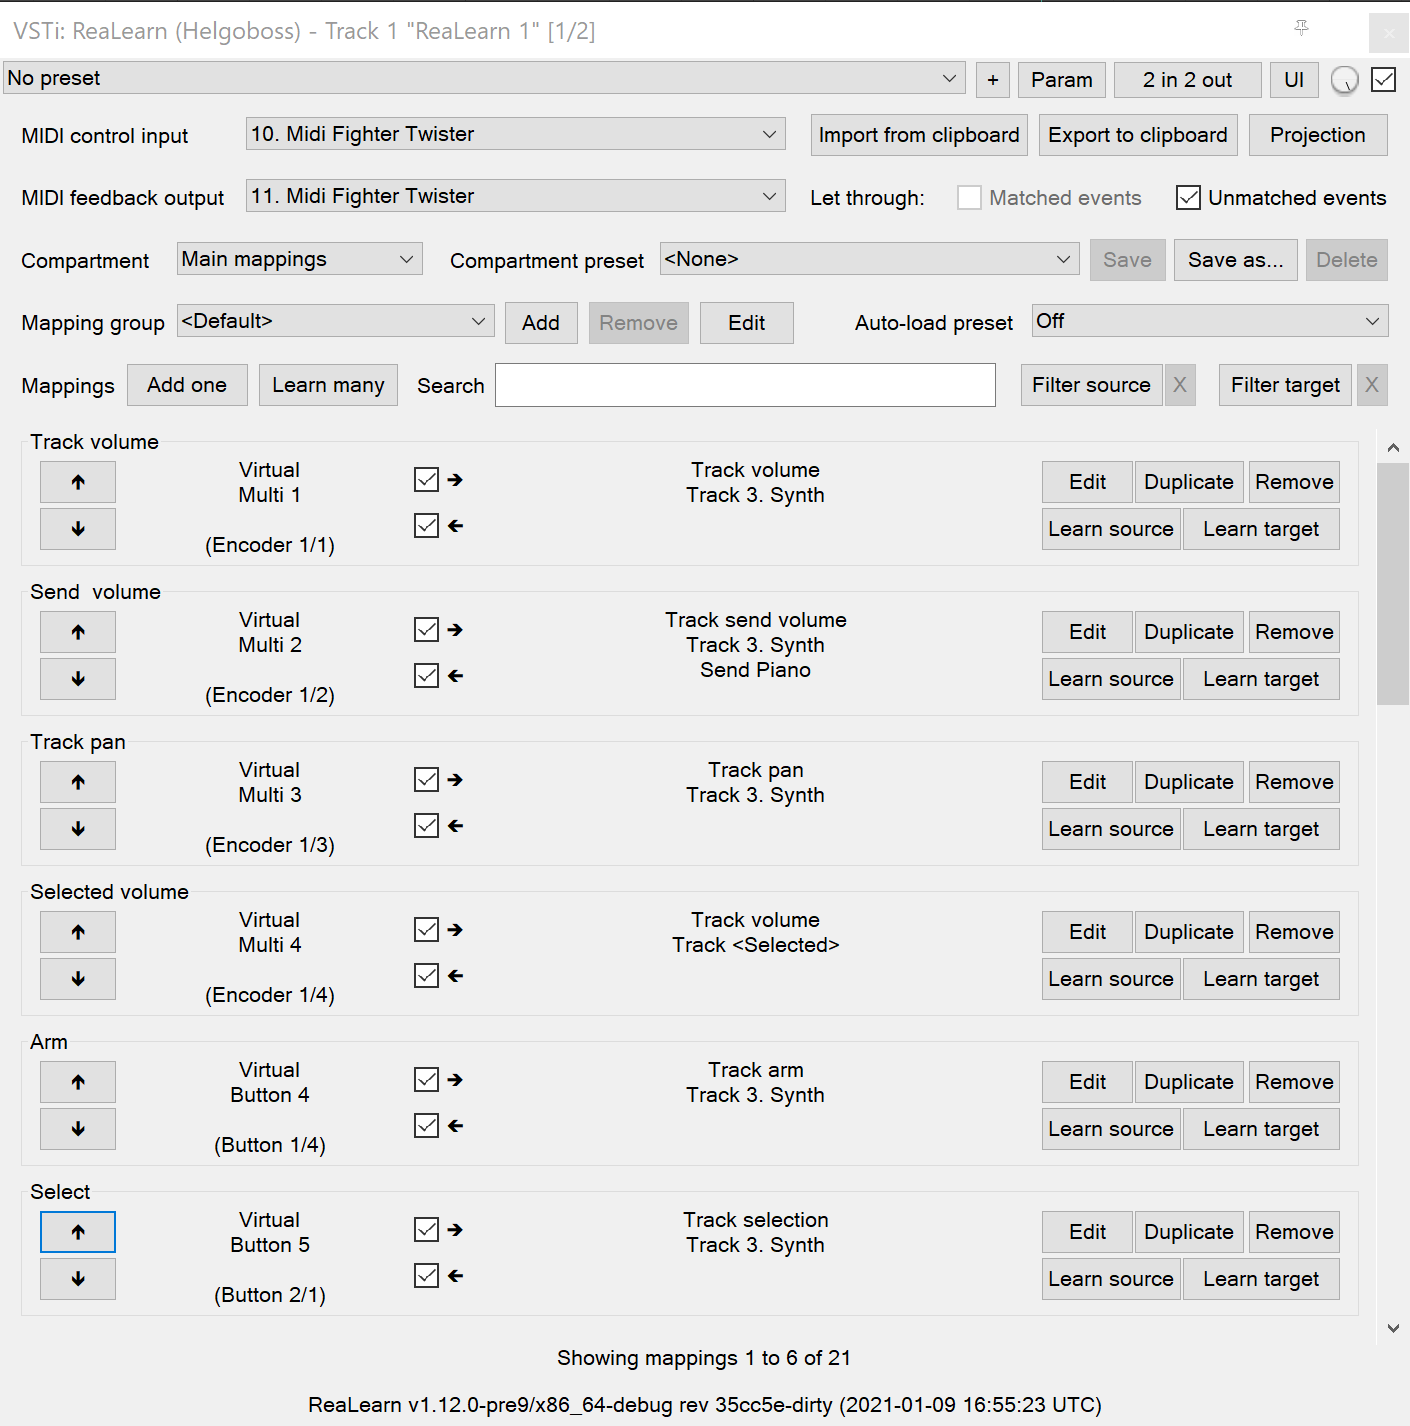 VSTi: ReaLearn (Helgoboss) - Track 1 "ReaLearn 1" [1/2]
No preset + Param 2 in 2 out UI
MIDI control input 10. Midi Fighter Twister Import from clipboard Export to clipboard Projection
MIDI feedback output 11. Midi Fighter Twister Let through: Matched events Unmatched events
Compartment Main mappings Compartment preset <None> Save Save as... Delete
Mapping group <Default> Add Remove Edit Auto-load preset Off
Mappings Add one Learn many Search Filter source X Filter target X
Track volume
Virtual Track volume Edit Duplicate Remove
Multi 1 Track 3. Synth
(Encoder 1/1) Learn source Learn target
Send  volume
Virtual Track send volume Edit Duplicate Remove
Multi 2 Track 3. Synth
Send Piano
(Encoder 1/2) Learn source Learn target
Track pan
Virtual Track pan Edit Duplicate Remove
Multi 3 Track 3. Synth
(Encoder 1/3) Learn source Learn target
Selected volume
Virtual Track volume Edit Duplicate Remove
Multi 4 Track <Selected>
(Encoder 1/4) Learn source Learn target
Arm
Virtual Track arm Edit Duplicate Remove
Button 4 Track 3. Synth
(Button 1/4) Learn source Learn target
Select
Virtual Track selection Edit Duplicate Remove
Button 5 Track 3. Synth
(Button 2/1) Learn source Learn target
Showing mappings 1 to 6 of 21
ReaLearn v1.12.0-pre9/x86_64-debug rev 35cc5e-dirty (2021-01-09 16:55:23 UTC)